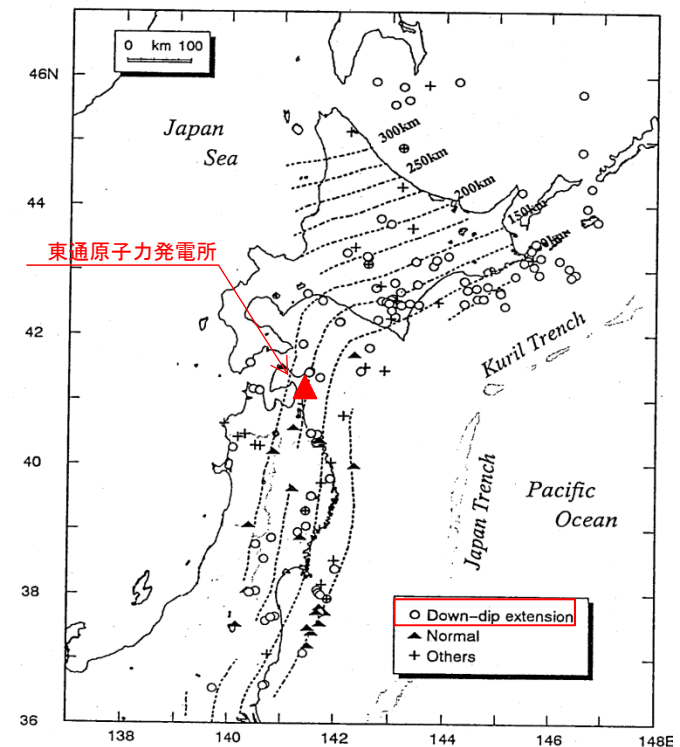 0 km 100
46N
Japan
Sea
300km
250km
200km
150km
44
東通原子力発電所
42
Kuril Trench
40
Japan Trench
Pacific
Ocean
38
Down-dip extension
Normal
Others
36
138
140
142
144
146
148E